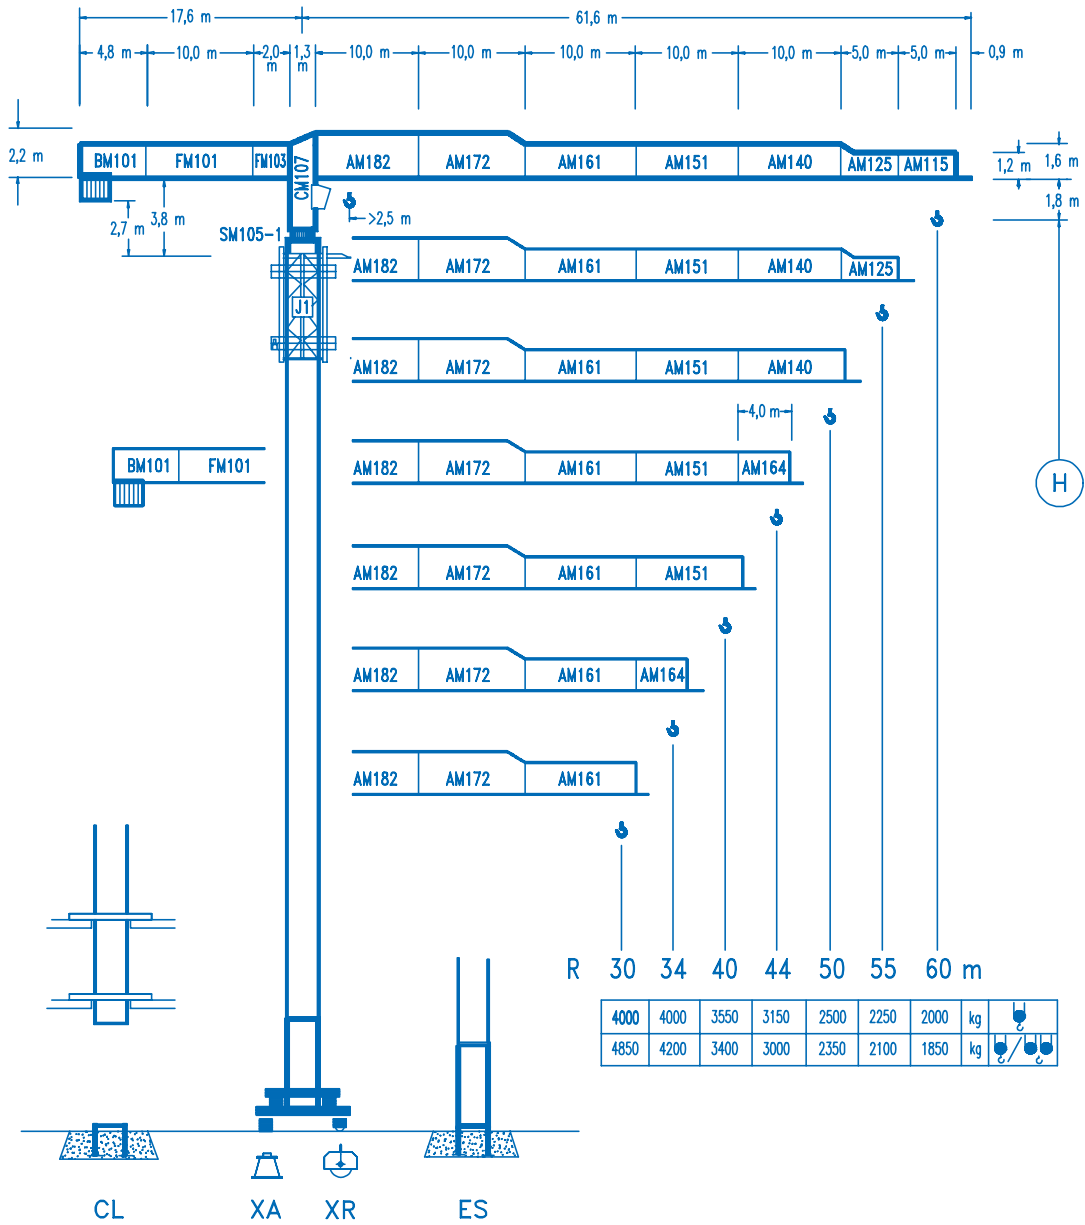 17,6 m 61,6 m
4,8 m 10,0 m 2,0 m 1,3 m 10,0 m 10,0 m 10,0 m 10,0 m 10,0 m 5,0 m 5,0 m 0,9 m
2,2 m BM101 FM101 FM103 CM107 AM182 AM172 AM161 AM151 AM140 AM125 AM115 1,2 m 1,6 m
1,8 m
2,7 m 3,8 m >2,5 m
SM105-1
AM182 AM172 AM161 AM151 AM140 AM125
J1
AM182 AM172 AM161 AM151 AM140
4,0 m
BM101 FM101 AM182 AM172 AM161 AM151 AM164
H
AM182 AM172 AM161 AM151
AM182 AM172 AM161 AM164
AM182 AM172 AM161
R 30 34 40 44 50 55 60 m
4000 4000 3550 3150 2500 2250 2000 kg
4850 4200 3400 3000 2350 2100 1850 kg
CL XA XR ES